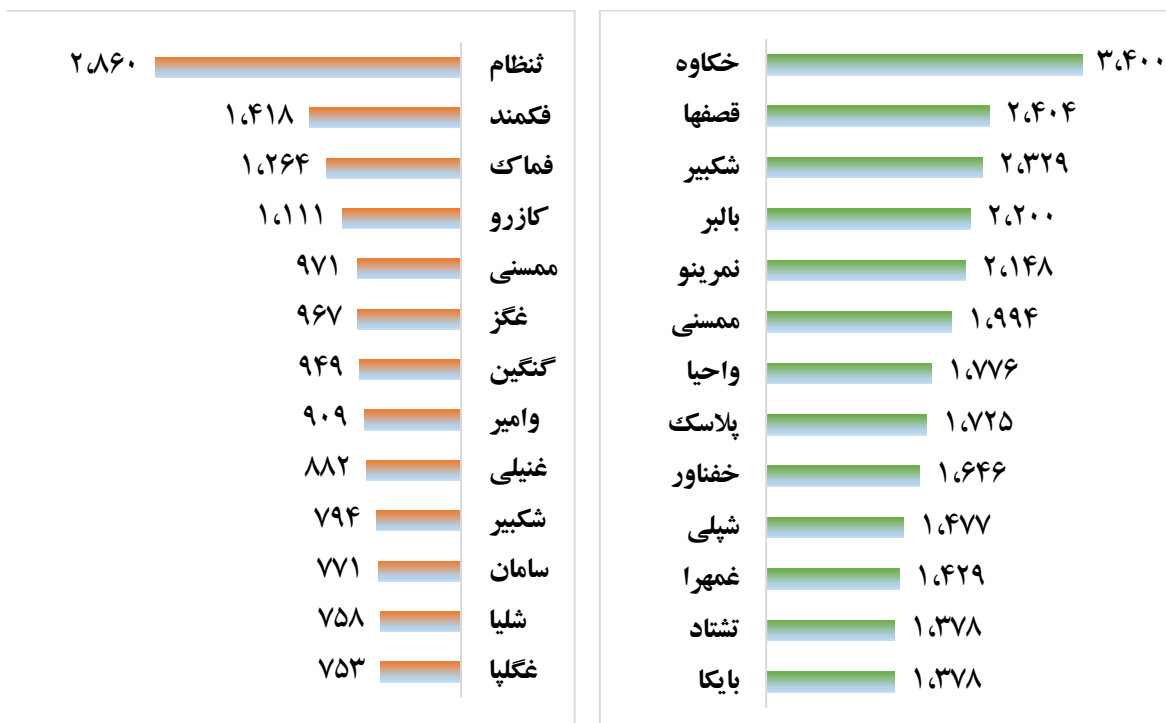 خکاوه ۳،۴۰۰
قصفها ۲،۴۰۴
شکبیر ۲،۳۲۹
بالبر ۲،۲۰۰
نمرینو ۲،۱۴۸
ممسنی ۱،۹۹۴
واحیا ۱،۷۷۶
پلاسک ۱،۷۲۵
خفناور ۱،۶۴۶
شپلی ۱،۴۷۷
غمهرا ۱،۴۲۹
تشتاد ۱،۳۷۸
بایکا ۱،۳۷۸
ثنظام ۲،۸۶۰
فکمند ۱،۴۱۸
فماک ۱،۲۶۴
کازرو ۱،۱۱۱
ممسنی ۹۷۱
غگز ۹۶۷
گنگین ۹۴۹
وامیر ۹۰۹
غنیلی ۸۸۲
شکبیر ۷۹۴
سامان ۷۷۱
شلیا ۷۵۸
غگلپا ۷۵۳